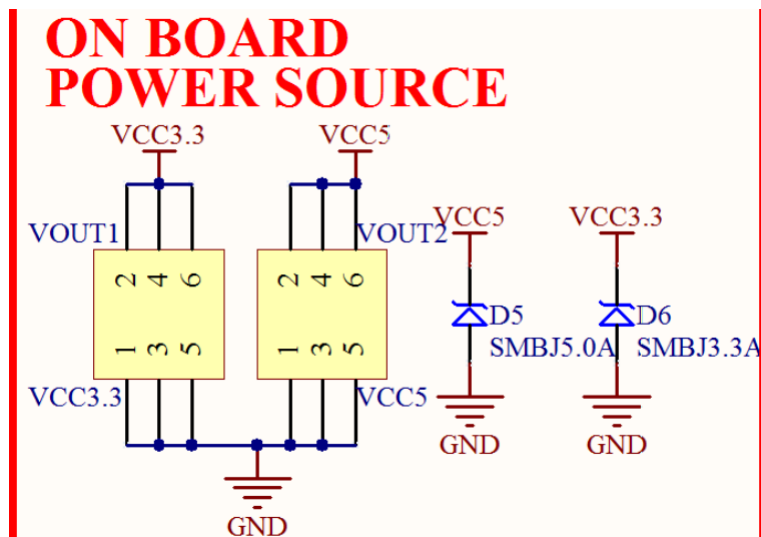 ON BOARD
POWER SOURCE
VCC3.3
VCC5
VOUT1
VOUT2
VCC5
VCC3.3
2 4 6
2 4 6
D5
D6
1 3 5
1 3 5
SMBJ5.0A
SMBJ3.3A
VCC3.3
VCC5
GND
GND
GND